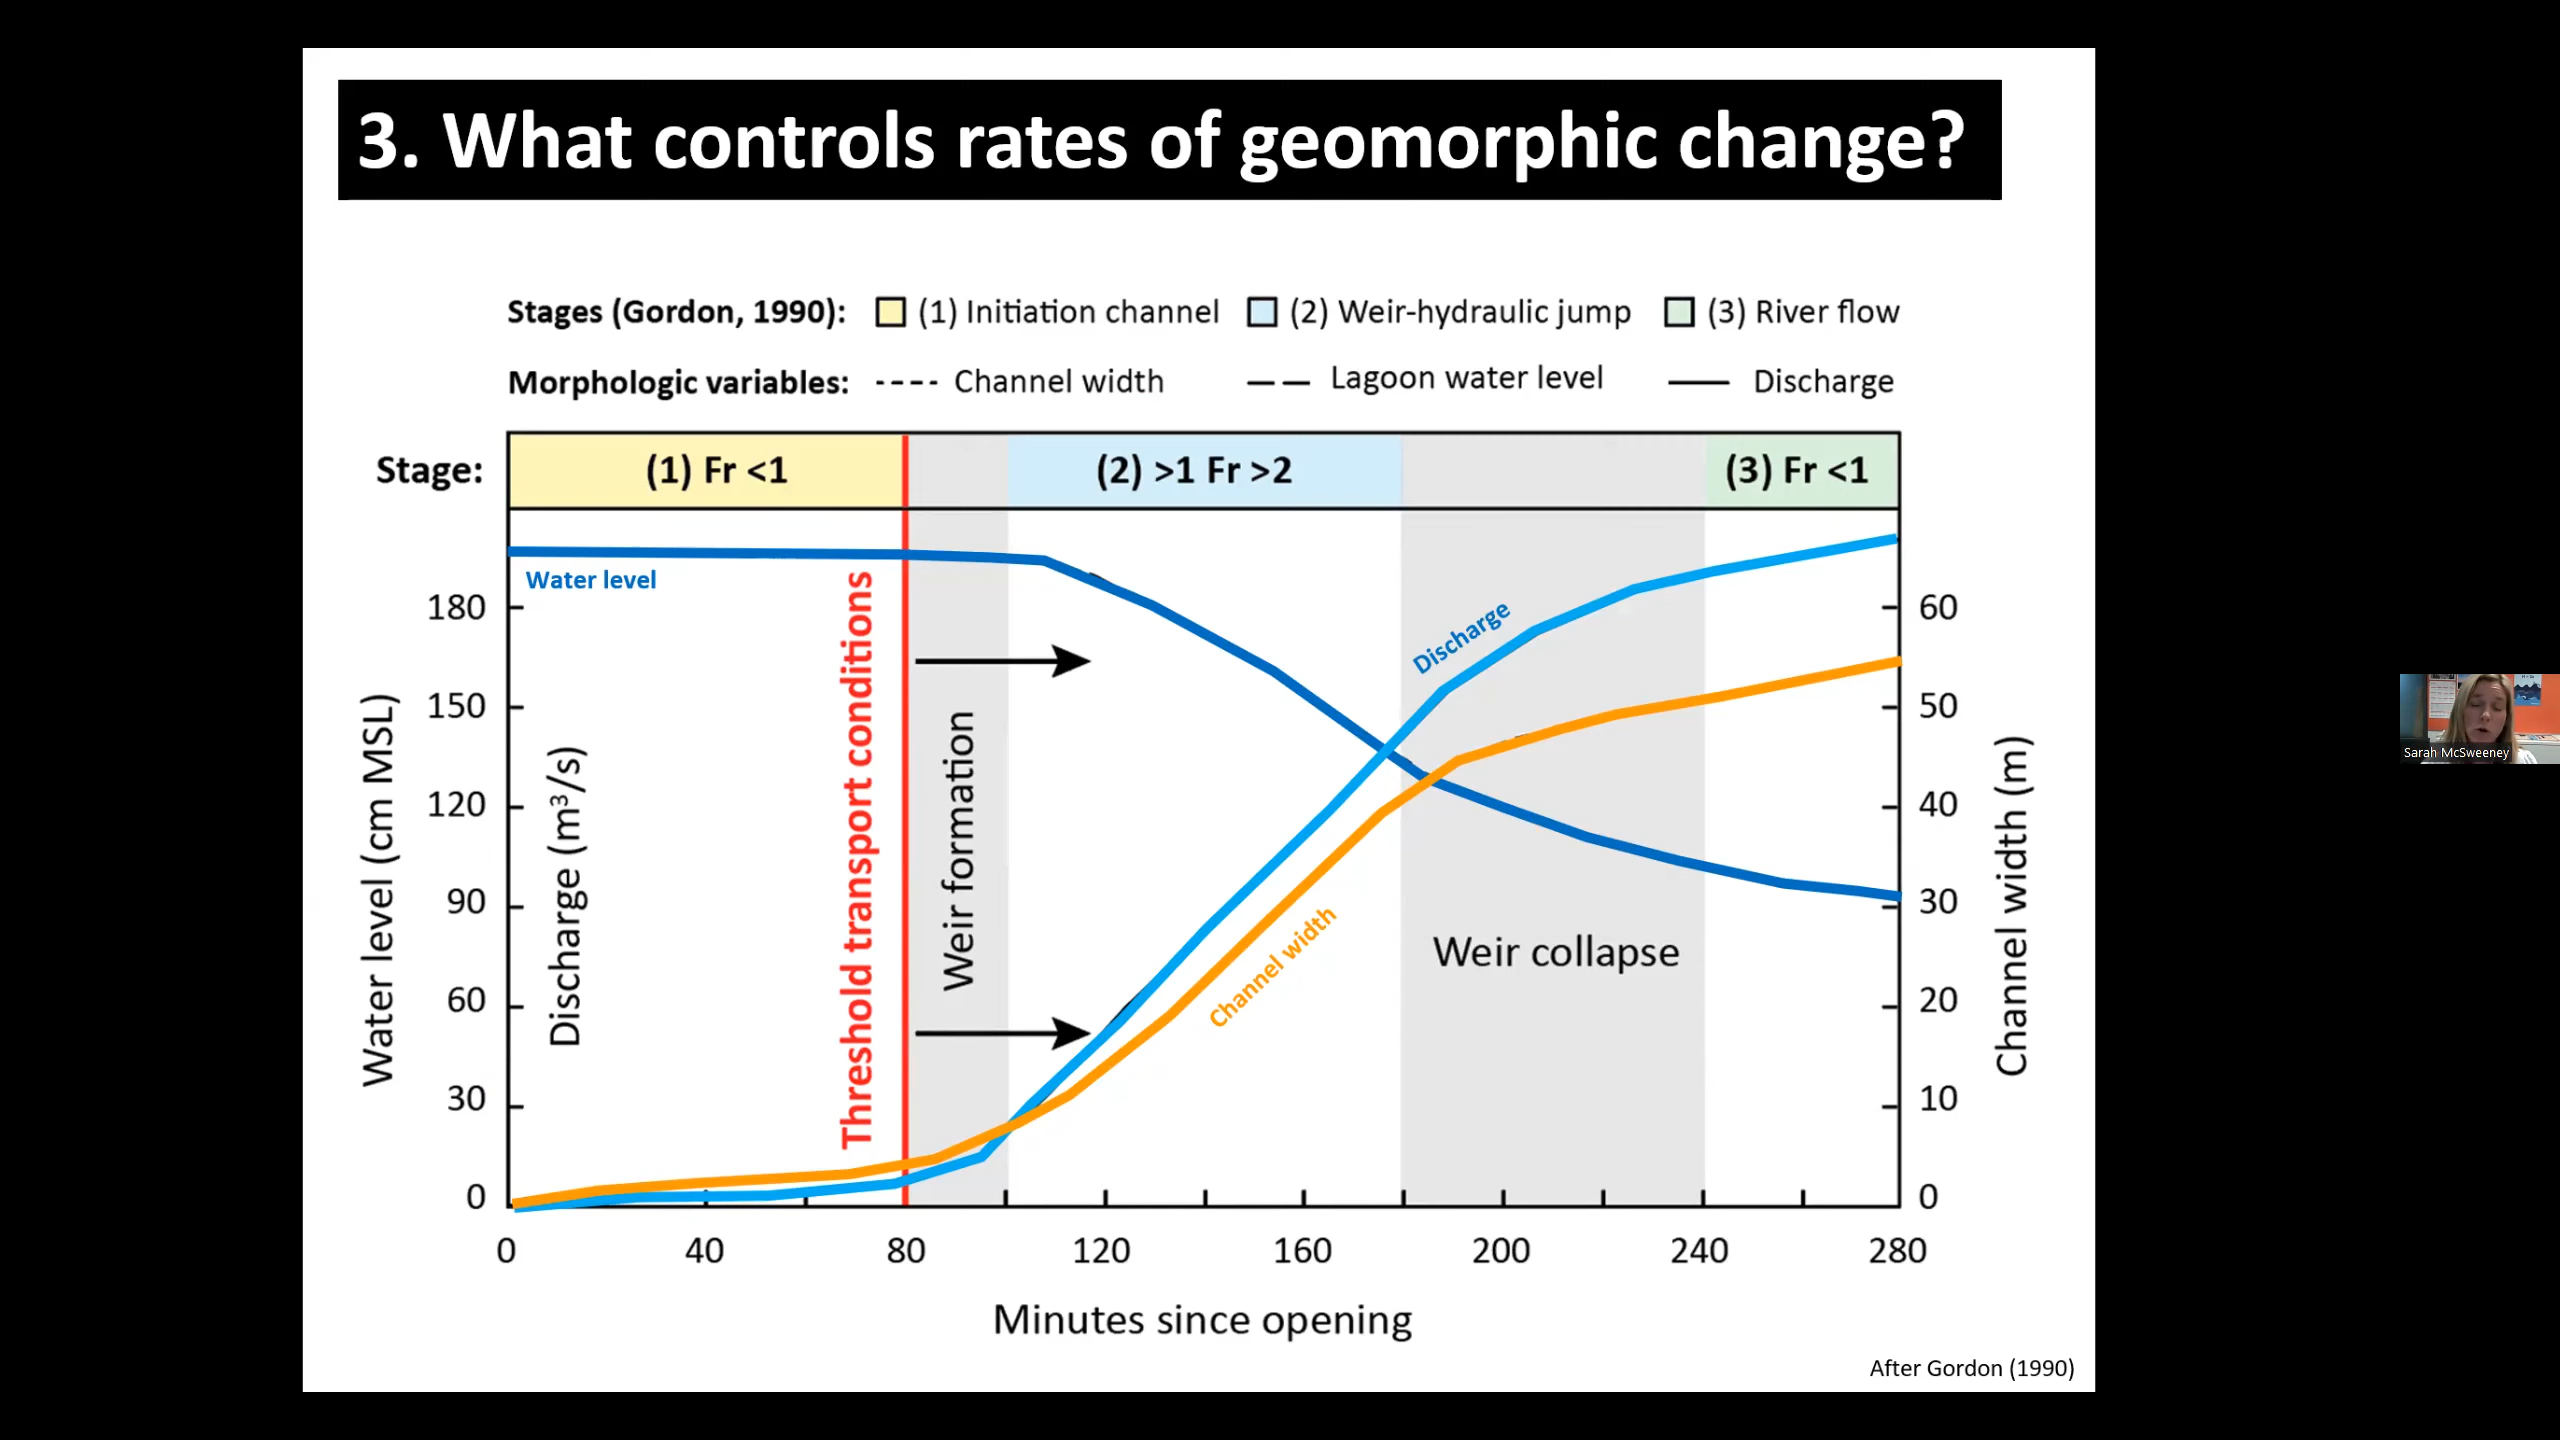 3. What controls rates of geomorphic change?
Stages (Gordon, 1990): (1) Initiation channel (2) Weir-hydraulic jump (3) River flow
Morphologic variables: Channel width Lagoon water level Discharge
Stage: (1) Fr <1 (2) >1 Fr >2 (3) Fr <1
Water level
Discharge
Channel width
Threshold transport conditions
Weir formation
Weir collapse
Water level (cm MSL)
Discharge (m³/s)
Channel width (m)
180
150
120
90
60
30
0
60
50
40
30
20
10
0
0 40 80 120 160 200 240 280
Minutes since opening
After Gordon (1990)
Sarah McSweeney